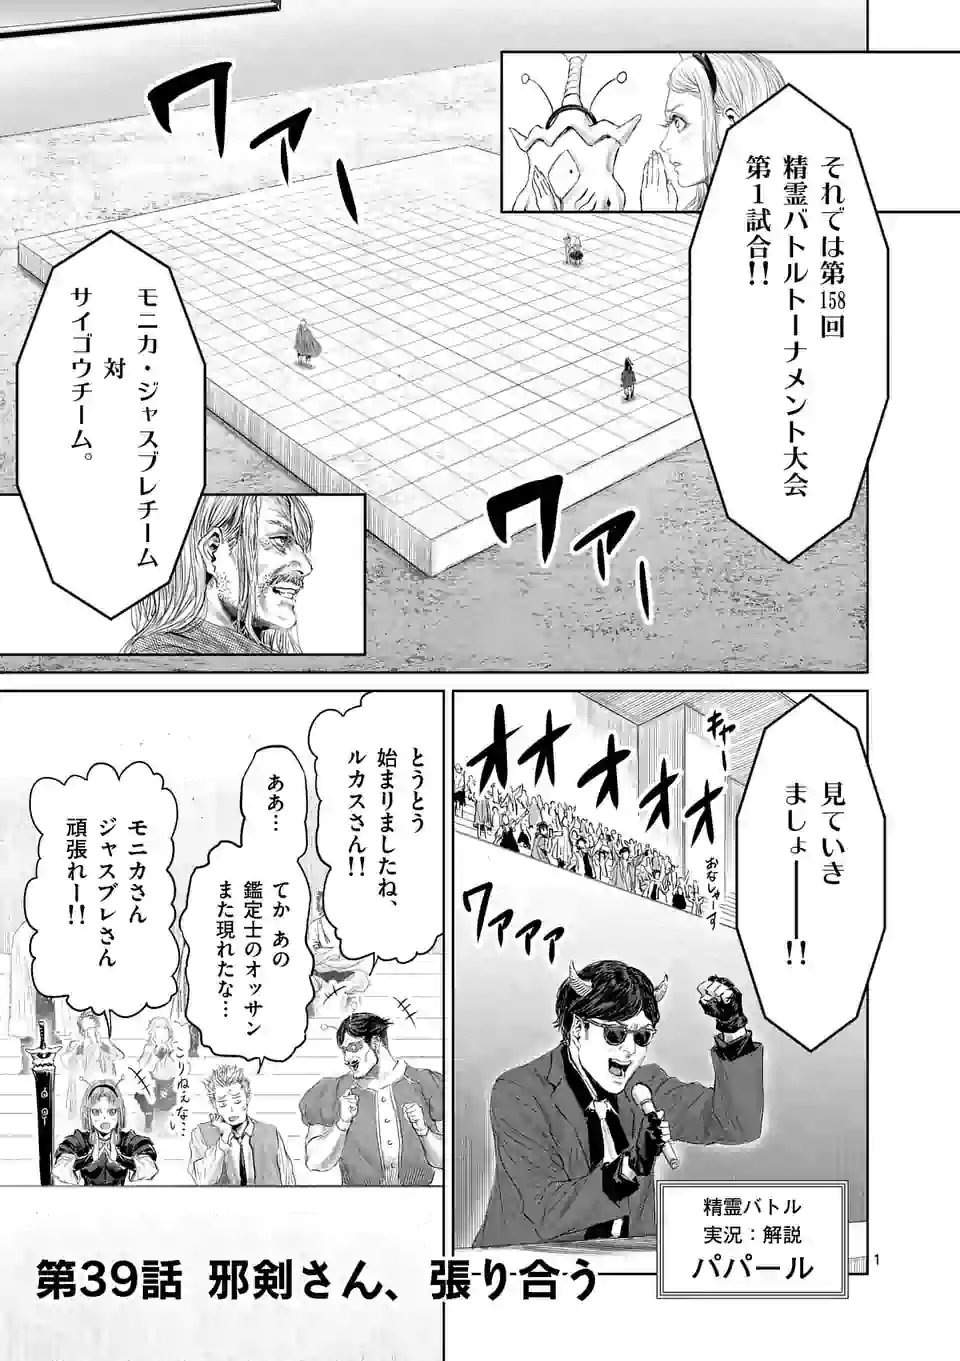 それでは第158回
精霊バトルトーナメント大会
第1試合!!
ワァ
ワァー
モニカ・ジャスブレチーム
対
サイゴウチーム。
見ていき
ましょ――!!
キャー
オオオオオ
おなしゃーす
ワァァァ
精霊バトル
実況:解説
パパール
とうとう
始まりましたね、
ルカスさん!!
ああ…
てか あの
鑑定士のオッサン
また現れたな…
モニカさん
ジャスブレさん
頑張れー!!
こりねぇな…
第39話 邪剣さん、張り合う
1